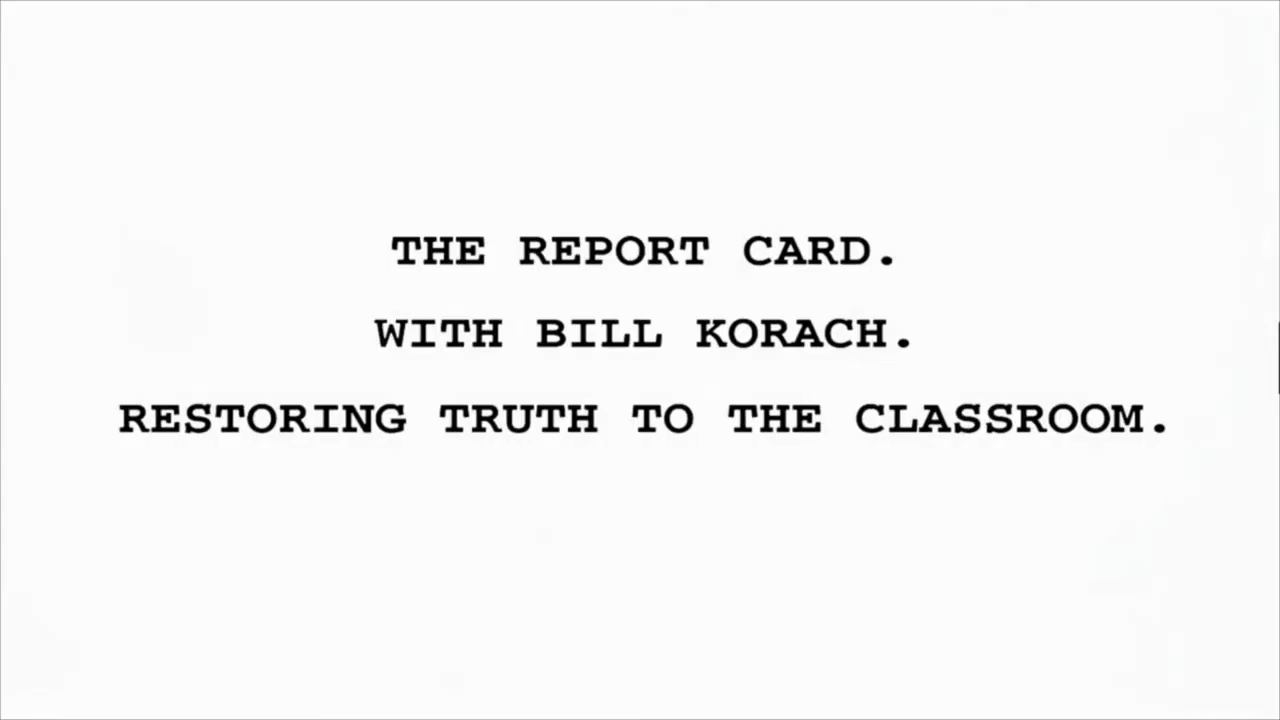 THE REPORT CARD.
WITH BILL KORACH.
RESTORING TRUTH TO THE CLASSROOM.